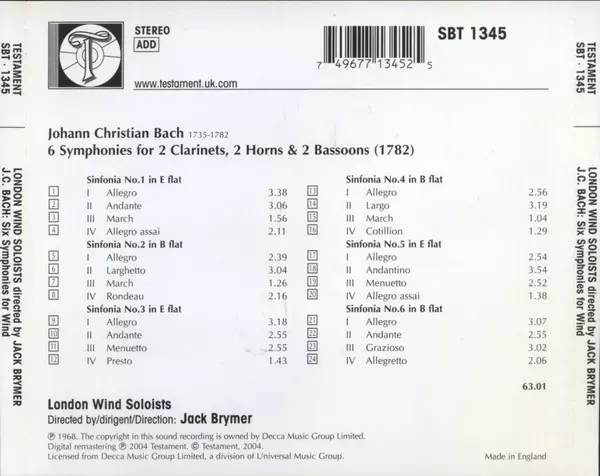 TESTAMENT
SBT · 1345
LONDON WIND SOLOISTS directed by JACK BRYMER
J.C. BACH: Six Symphonies for Wind
STEREO
ADD
www.testament.uk.com
7 49677 13452 5
SBT 1345
Johann Christian Bach 1735-1782
6 Symphonies for 2 Clarinets, 2 Horns & 2 Bassoons (1782)
Sinfonia No.1 in E flat
1 I Allegro 3.38
2 II Andante 3.06
3 III March 1.56
4 IV Allegro assai 2.11
Sinfonia No.2 in B flat
5 I Allegro 2.39
6 II Larghetto 3.04
7 III March 1.26
8 IV Rondeau 2.16
Sinfonia No.3 in E flat
9 I Allegro 3.18
10 II Andante 2.55
11 III Menuetto 2.55
12 IV Presto 1.43
Sinfonia No.4 in B flat
13 I Allegro 2.56
14 II Largo 3.19
15 III March 1.04
16 IV Cotillion 1.29
Sinfonia No.5 in E flat
17 I Allegro 2.54
18 II Andantino 3.54
19 III Menuetto 2.52
20 IV Allegro assai 1.38
Sinfonia No.6 in B flat
21 I Allegro 3.07
22 II Andante 2.55
23 III Grazioso 3.02
24 IV Allegretto 2.06
63.01
London Wind Soloists
Directed by/dirigent/Direction: Jack Brymer
℗ 1968. The copyright in this sound recording is owned by Decca Music Group Limited.
Digital remastering ℗ 2004 Testament. © Testament, 2004.
Licensed from Decca Music Group Limited, a division of Universal Music Group.
Made in England
TESTAMENT
SBT · 1345
LONDON WIND SOLOISTS directed by JACK BRYMER
J.C. BACH: Six Symphonies for Wind